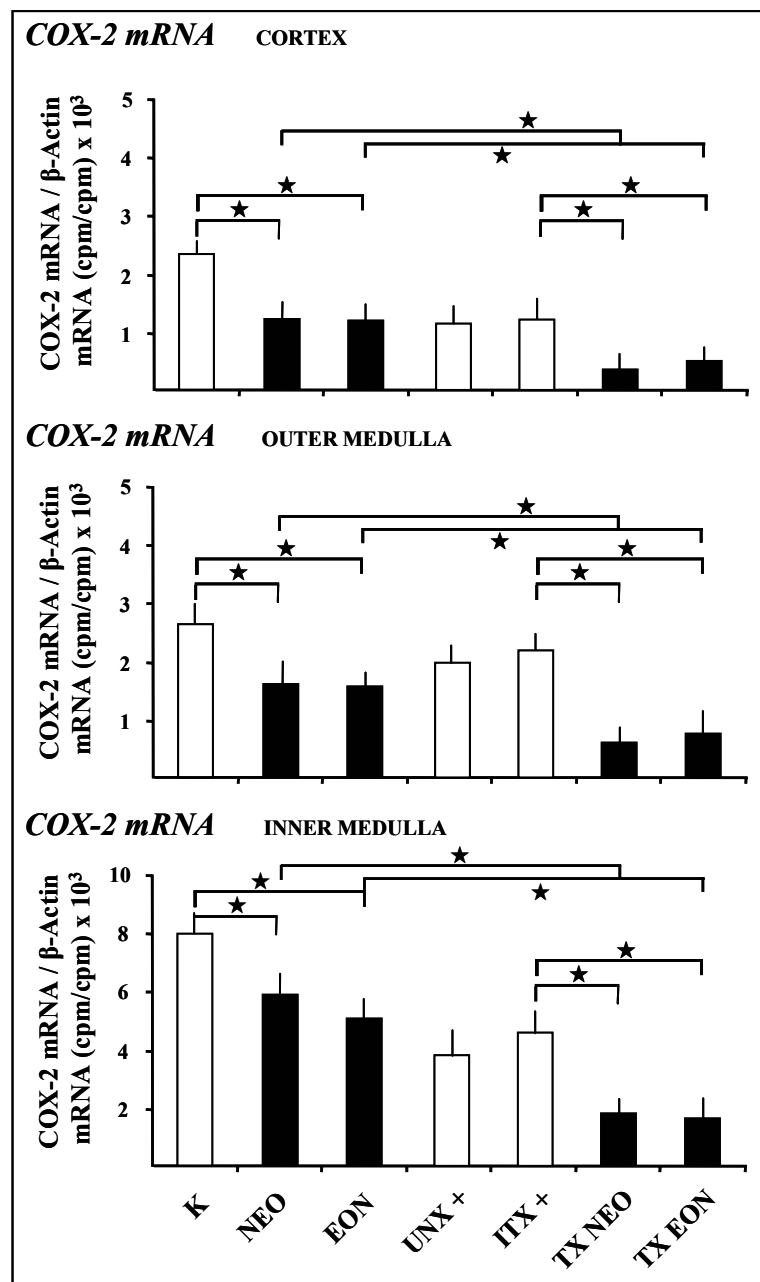 COX-2 mRNA CORTEX
COX-2 mRNA / β-Actin
mRNA (cpm/cpm) x 10³
5
4
3
2
1
COX-2 mRNA OUTER MEDULLA
COX-2 mRNA / β-Actin
mRNA (cpm/cpm) x 10³
5
4
3
2
1
COX-2 mRNA INNER MEDULLA
COX-2 mRNA / β-Actin
mRNA (cpm/cpm) x 10³
10
8
6
4
2
K
NEO
EON
UNX +
ITX +
TX NEO
TX EON